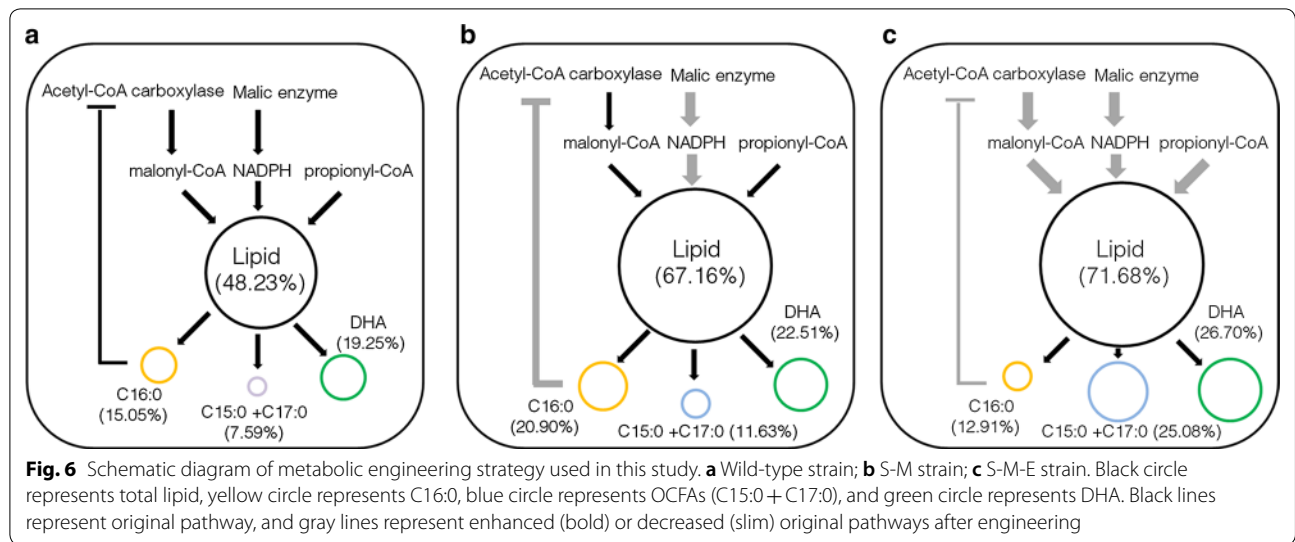 a
Acetyl-CoA carboxylase Malic enzyme
malonyl-CoA NADPH propionyl-CoA
Lipid
(48.23%)
DHA
(19.25%)
C16:0
(15.05%)
C15:0 +C17:0
(7.59%)
b
Acetyl-CoA carboxylase Malic enzyme
malonyl-CoA NADPH propionyl-CoA
Lipid
(67.16%)
DHA
(22.51%)
C16:0
(20.90%)
C15:0 +C17:0 (11.63%)
c
Acetyl-CoA carboxylase Malic enzyme
malonyl-CoA NADPH propionyl-CoA
Lipid
(71.68%)
DHA
(26.70%)
C16:0
(12.91%)
C15:0 +C17:0 (25.08%)
Fig. 6 Schematic diagram of metabolic engineering strategy used in this study. a Wild-type strain; b S-M strain; c S-M-E strain. Black circle
represents total lipid, yellow circle represents C16:0, blue circle represents OCFAs (C15:0 + C17:0), and green circle represents DHA. Black lines
represent original pathway, and gray lines represent enhanced (bold) or decreased (slim) original pathways after engineering